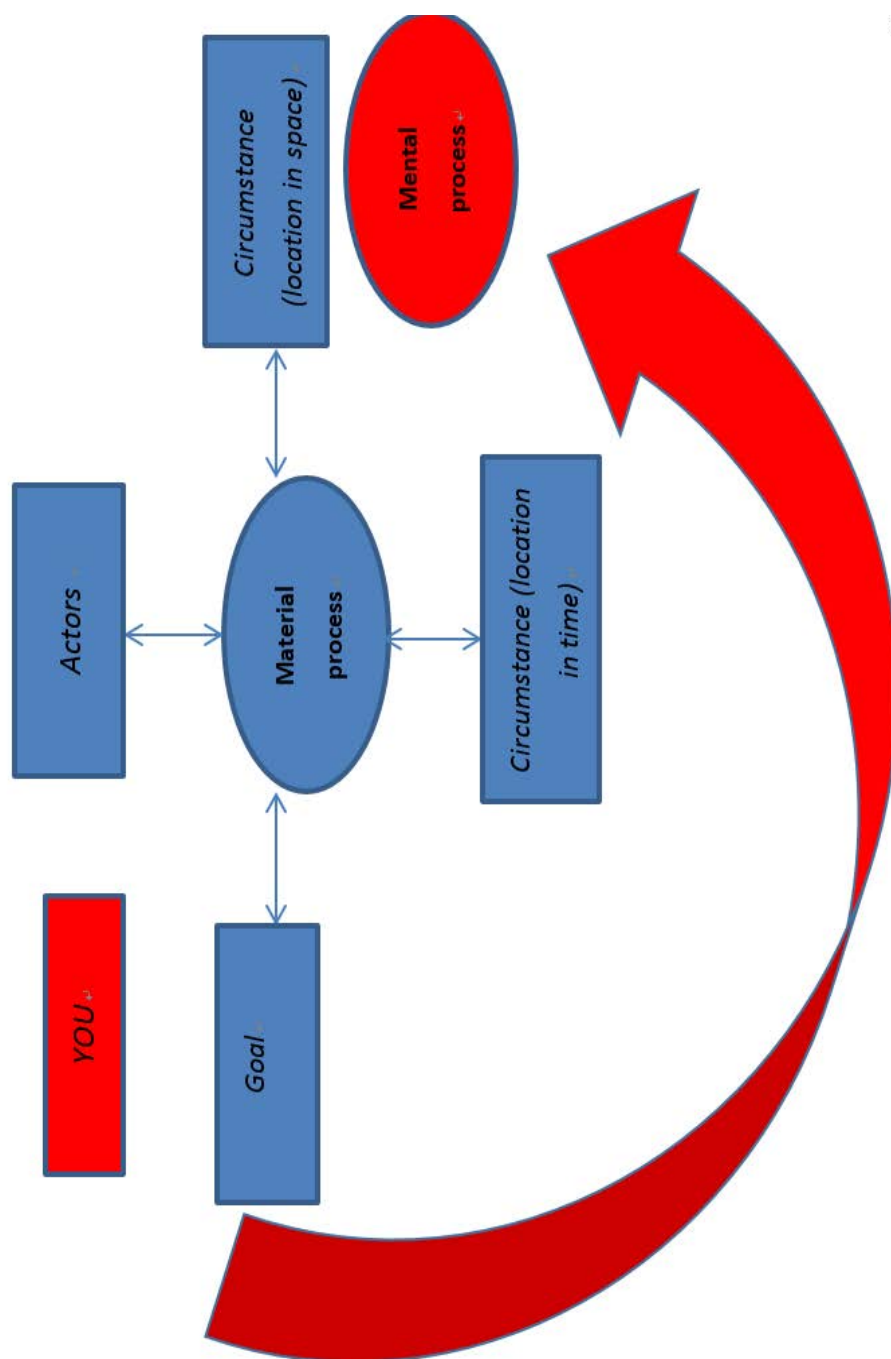 YOU
Actors
Goal
Material
process
Circumstance
(location in space)
Mental
process
Circumstance (location
in time)